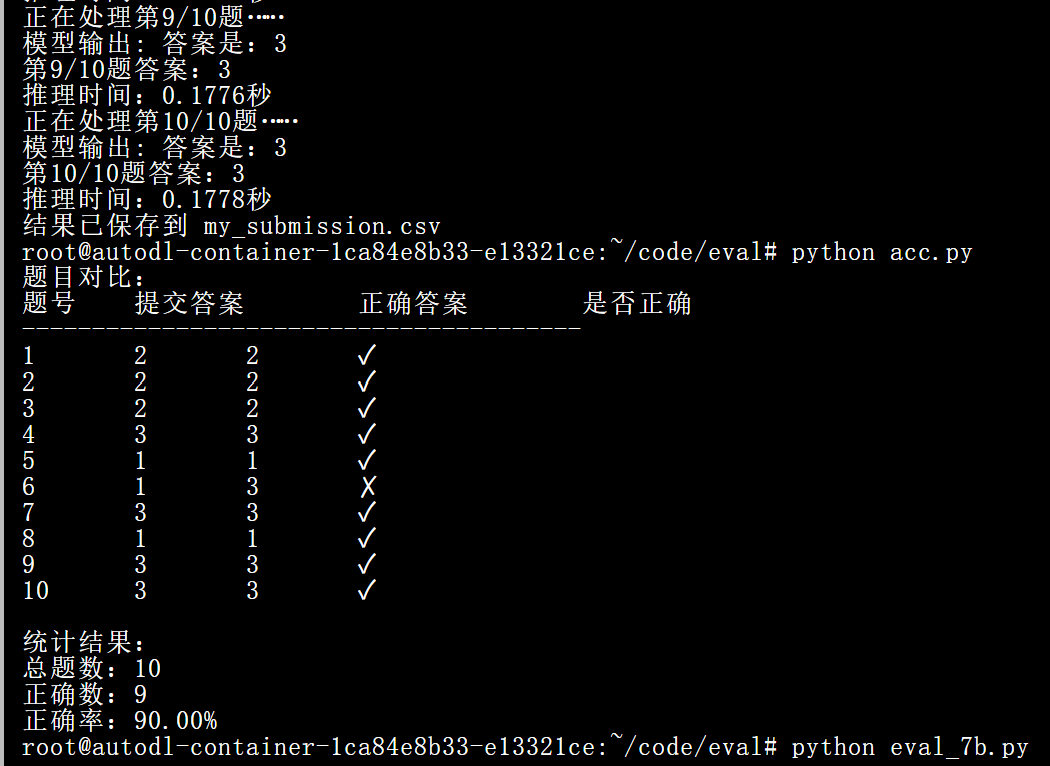 正在处理第9/10题……
模型输出: 答案是：3
第9/10题答案：3
推理时间：0.1776秒
正在处理第10/10题……
模型输出: 答案是：3
第10/10题答案：3
推理时间：0.1778秒
结果已保存到 my_submission.csv
root@autodl-container-1ca84e8b33-e13321ce:~/code/eval# python acc.py
题目对比：
题号 提交答案 正确答案 是否正确
----------------------------------------
1 2 2 ✓
2 2 2 ✓
3 2 2 ✓
4 3 3 ✓
5 1 1 ✓
6 1 3 ✗
7 3 3 ✓
8 1 1 ✓
9 3 3 ✓
10 3 3 ✓
统计结果：
总题数：10
正确数：9
正确率：90.00%
root@autodl-container-1ca84e8b33-e13321ce:~/code/eval# python eval_7b.py